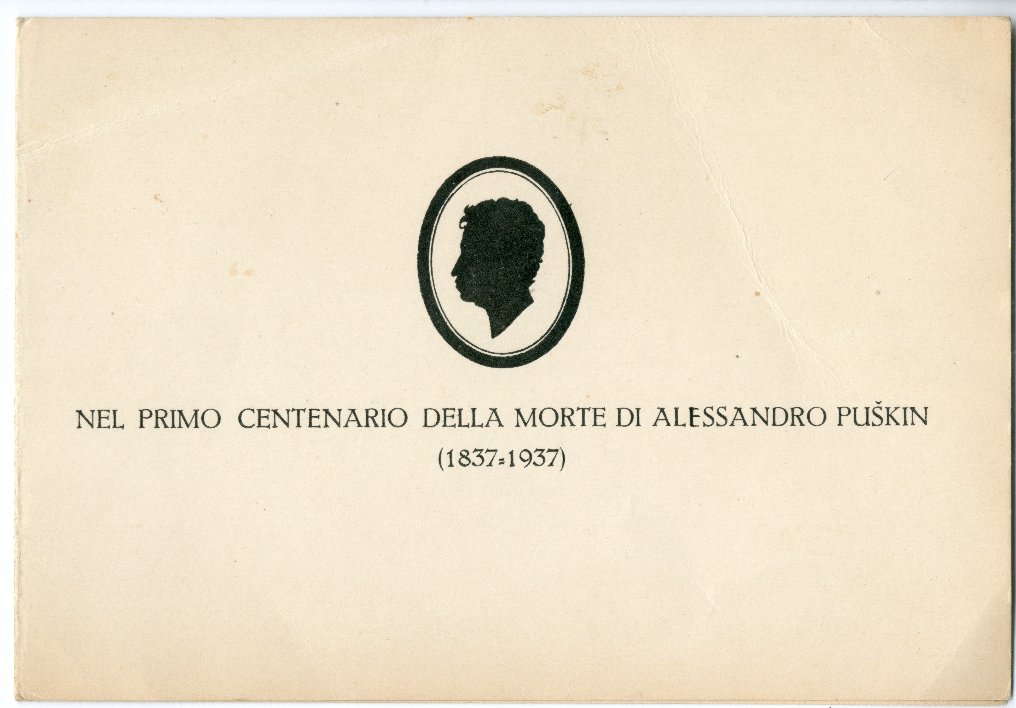 NEL PRIMO CENTENARIO DELLA MORTE DI ALESSANDRO PUŠKIN
(1837=1937)